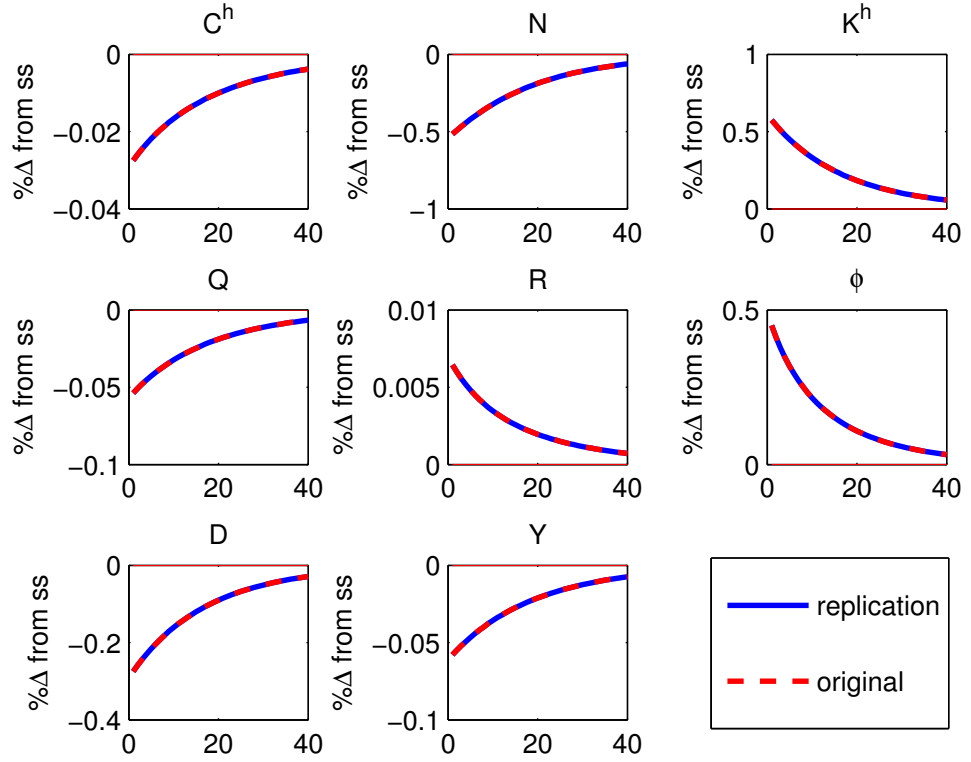 C^h N K^h
%Δ from ss
0
−0.02
−0.04
0 20 40
%Δ from ss
0
−0.5
−1
0 20 40
%Δ from ss
1
0.5
0
0 20 40
Q R ϕ
%Δ from ss
0
−0.05
−0.1
0 20 40
%Δ from ss
0.01
0.005
0
0 20 40
%Δ from ss
0.5
0
0 20 40
D Y
%Δ from ss
0
−0.2
−0.4
0 20 40
%Δ from ss
0
−0.05
−0.1
0 20 40
replication
original